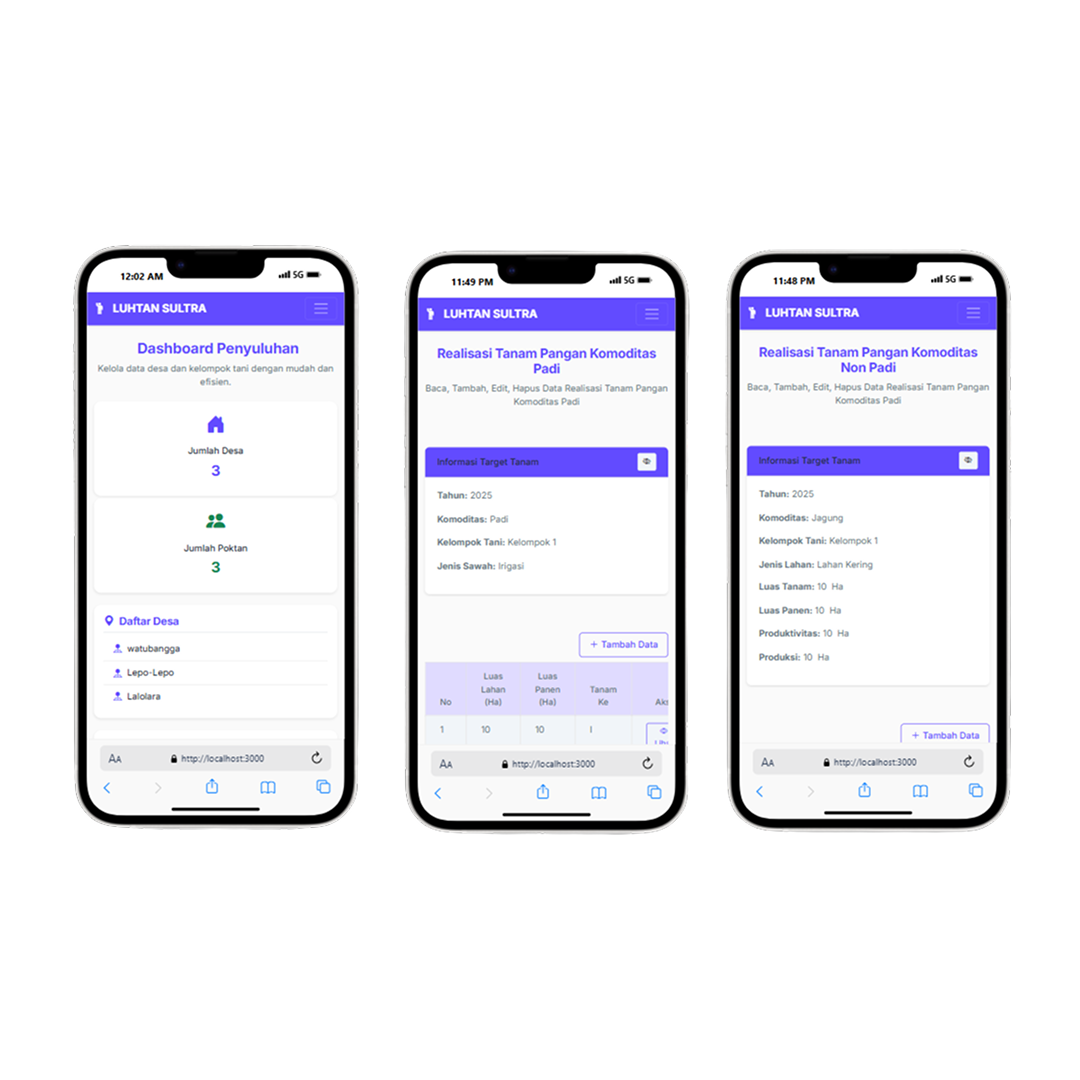 12:02 AM
5G
LUHTAN SULTRA
Dashboard Penyuluhan
Kelola data desa dan kelompok tani dengan mudah dan
efisien.
Jumlah Desa
3
Jumlah Poktan
3
Daftar Desa
watubangga
Lepo-Lepo
Lalolara
AA
http://localhost:3000
11:49 PM
5G
LUHTAN SULTRA
Realisasi Tanam Pangan Komoditas
Padi
Baca, Tambah, Edit, Hapus Data Realisasi Tanam Pangan
Komoditas Padi
Informasi Target Tanam
Tahun: 2025
Komoditas: Padi
Kelompok Tani: Kelompok 1
Jenis Sawah: Irigasi
+ Tambah Data
No Luas Lahan (Ha) Luas Panen (Ha) Tanam Ke
1 10 10 I
AA
http://localhost:3000
11:48 PM
5G
LUHTAN SULTRA
Realisasi Tanam Pangan Komoditas
Non Padi
Baca, Tambah, Edit, Hapus Data Realisasi Tanam Pangan
Komoditas Padi
Informasi Target Tanam
Tahun: 2025
Komoditas: Jagung
Kelompok Tani: Kelompok 1
Jenis Lahan: Lahan Kering
Luas Tanam: 10 Ha
Luas Panen: 10 Ha
Produktivitas: 10 Ha
Produksi: 10 Ha
+ Tambah Data
AA
http://localhost:3000